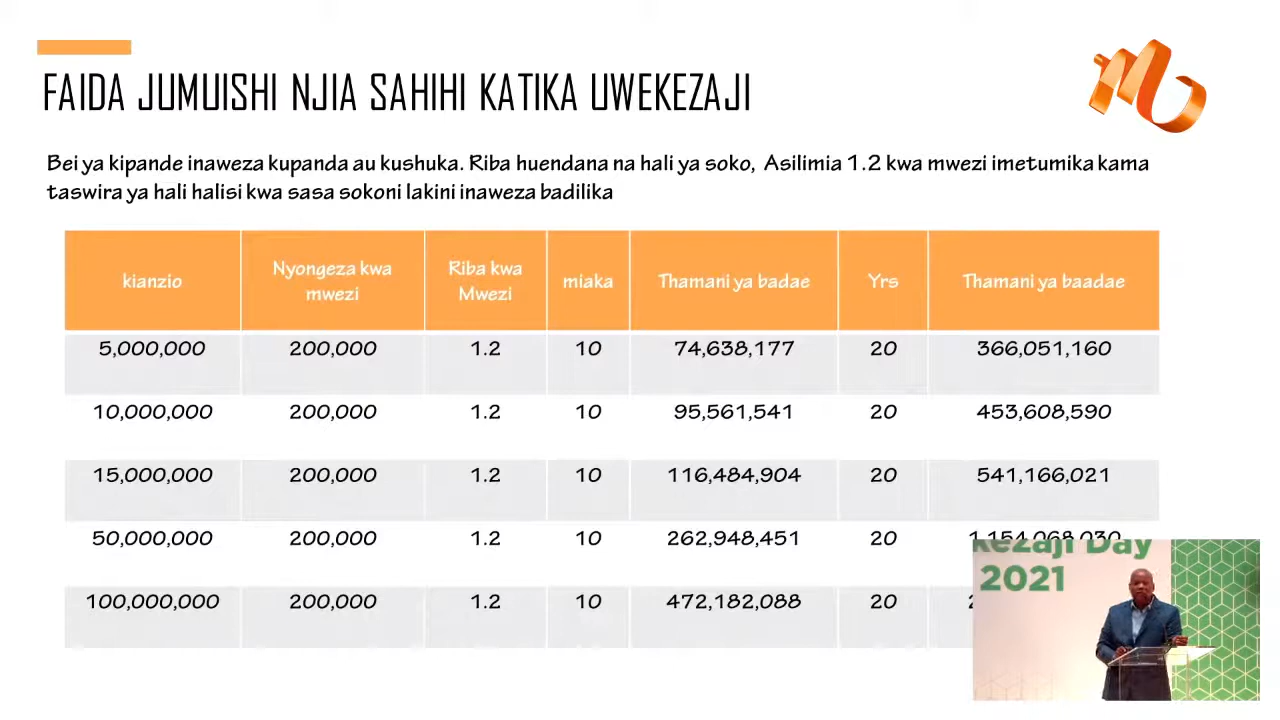 FAIDA JUMUISHI NJIA SAHIHI KATIKA UWEKEZAJI
Bei ya kipande inaweza kupanda au kushuka. Riba huendana na hali ya soko, Asilimia 1.2 kwa mwezi imetumika kama
taswira ya hali halisi kwa sasa sokoni lakini inaweza badilika
kianzio Nyongeza kwa mwezi Riba kwa Mwezi miaka Thamani ya badae Yrs Thamani ya baadae
5,000,000 200,000 1.2 10 74,638,177 20 366,051,160
10,000,000 200,000 1.2 10 95,561,541 20 453,608,590
15,000,000 200,000 1.2 10 116,484,904 20 541,166,021
50,000,000 200,000 1.2 10 262,948,451 20 1,154,068,030
100,000,000 200,000 1.2 10 472,182,088 20
Day
2021